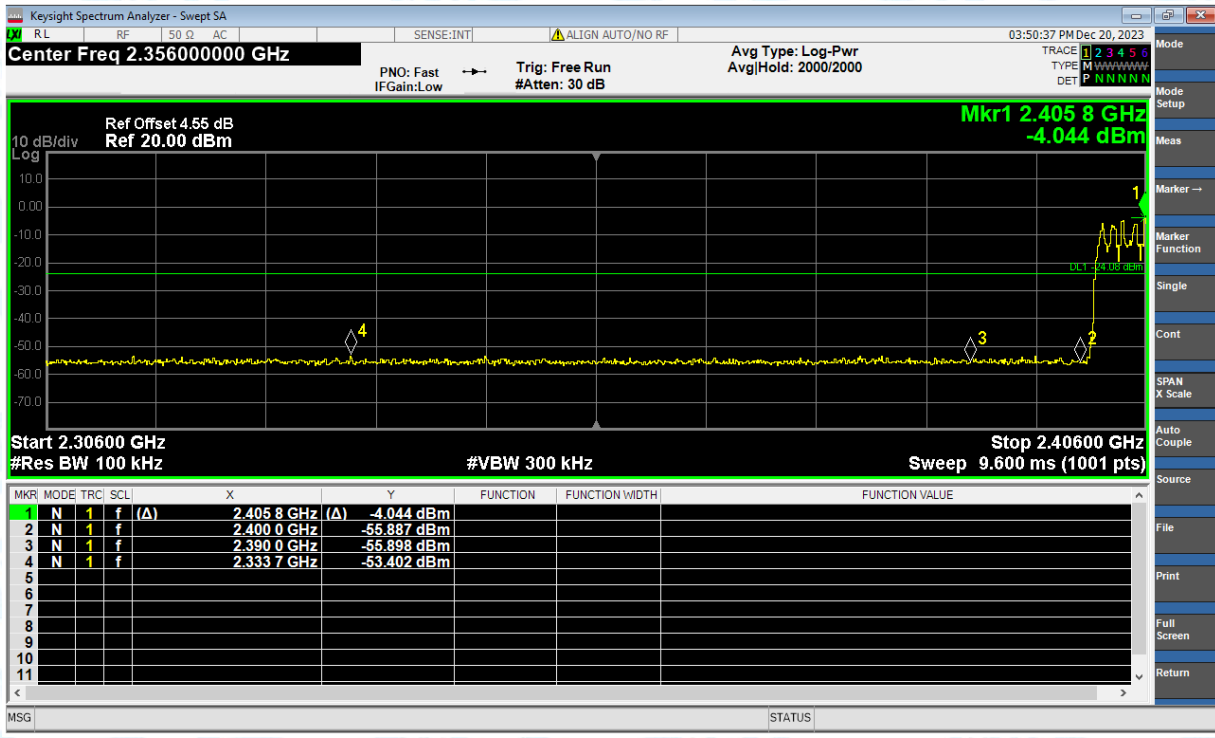 Keysight Spectrum Analyzer - Swept SA
LXI RL RF 50 Ω AC SENSE:INT ALIGN AUTO/NO RF 03:50:37 PM Dec 20, 2023
Center Freq 2.356000000 GHz
PNO: Fast
IFGain:Low
Trig: Free Run
#Atten: 30 dB
Avg Type: Log-Pwr
Avg|Hold: 2000/2000
TRACE 1 2 3 4 5 6
TYPE M WWWWW
DET P N N N N N
Mkr1 2.405 8 GHz
-4.044 dBm
Ref Offset 4.55 dB
10 dB/div Ref 20.00 dBm
Log
10.0
0.00
-10.0
-20.0
-30.0
-40.0
-50.0
-60.0
-70.0
1
DL1 -24.08 dBm
4
3
2
Start 2.30600 GHz Stop 2.40600 GHz
#Res BW 100 kHz #VBW 300 kHz Sweep 9.600 ms (1001 pts)
MKR MODE TRC SCL X Y FUNCTION FUNCTION WIDTH FUNCTION VALUE
1 N 1 f (Δ) 2.405 8 GHz (Δ) -4.044 dBm
2 N 1 f 2.400 0 GHz -55.887 dBm
3 N 1 f 2.390 0 GHz -55.898 dBm
4 N 1 f 2.333 7 GHz -53.402 dBm
5
6
7
8
9
10
11
MSG STATUS
Mode
Mode
Setup
Meas
Marker→
Marker
Function
Single
Cont
SPAN
X Scale
Auto
Couple
Source
File
Print
Full
Screen
Return